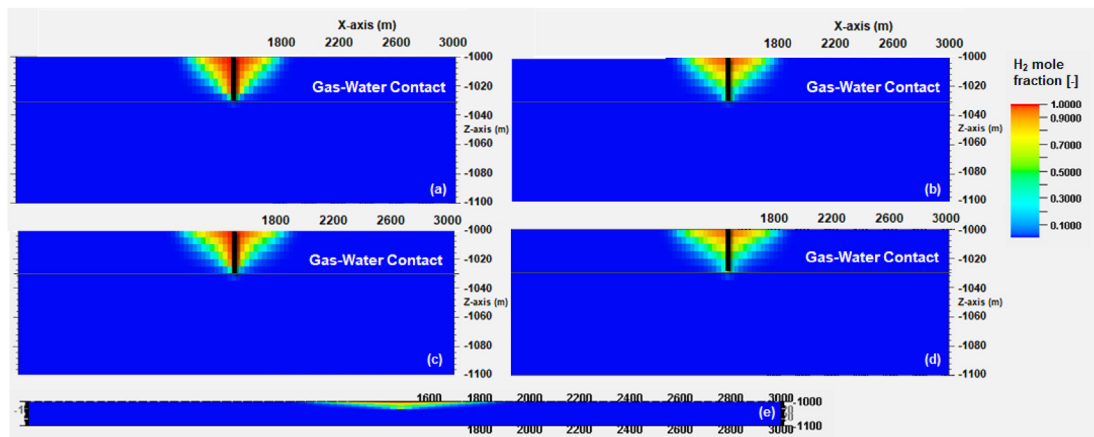 X-axis (m)
1800 2200 2600 3000
-1000
-1020
-1040
Z-axis (m)
-1060
-1080
-1100
Gas-Water Contact
(a)
X-axis (m)
1800 2200 2600 3000
-1000
-1020
-1040
Z-axis (m)
-1060
-1080
-1100
Gas-Water Contact
(b)
H2 mole
fraction [-]
1.0000
0.9000
0.7000
0.5000
0.3000
0.1000
1800 2200 2600 3000
-1000
-1020
-1040
Z-axis (m)
-1060
-1080
-1100
Gas-Water Contact
(c)
1800 2200 2600 3000
-1000
-1020
-1040
Z-axis (m)
-1060
-1080
-1100
Gas-Water Contact
(d)
1600 1800 2000 2200 2400 2600 2800 3000
-1000
(e)
-1100
1800 2000 2200 2400 2600 2800 3000